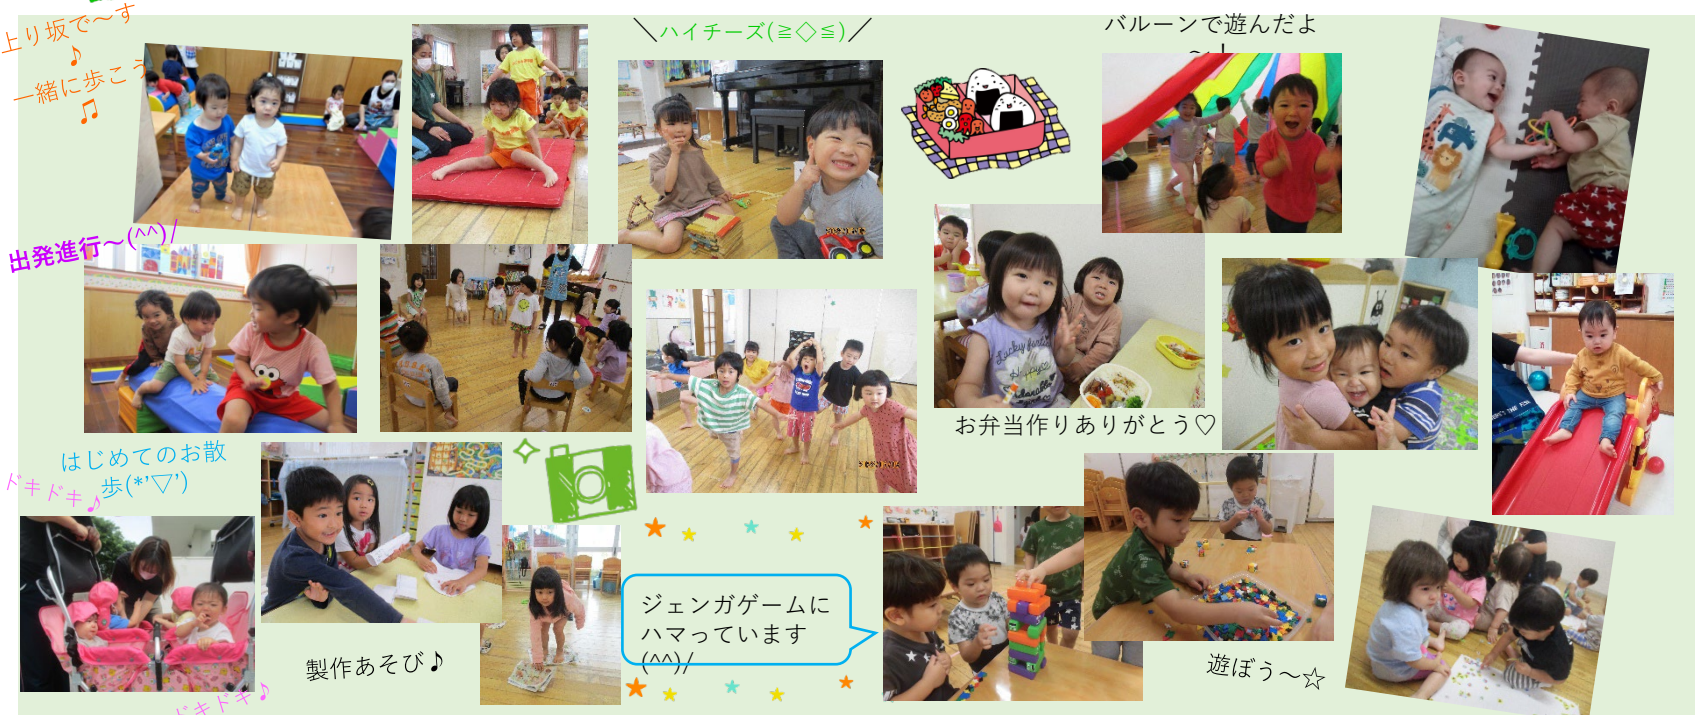 上り坂で～す
♪
一緒に歩こう
♫
＼ハイチーズ(≧◇≦)／
バルーンで遊んだよ
～！
出発進行～(^^)/
お弁当作りありがとう♡
はじめてのお散
歩(*’▽’)
ドキドキ♪
ジェンガゲームに
ハマっています
(^^)/
製作あそび♪
遊ぼう～☆
ドキドキ♪